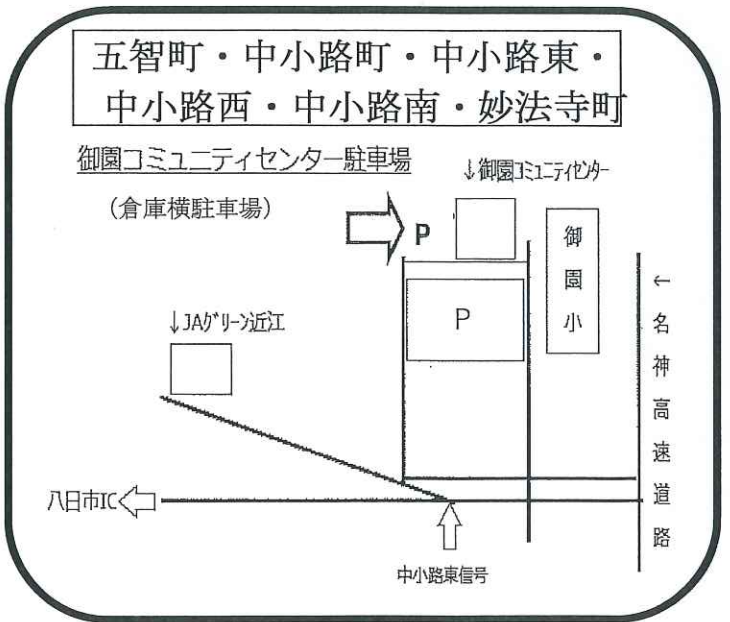 五智町・中小路町・中小路東・
中小路西・中小路南・妙法寺町
御園コミュニティセンター駐車場
↓御園コミュニティセンター
（倉庫横駐車場）
P
御園小
P
←名神高速道路
↓JAグリーン近江
八日市IC
中小路東信号